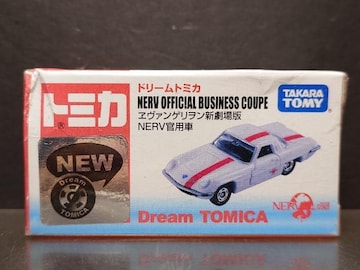 トミカ
ドリームトミカ
NERV OFFICIAL BUSINESS COUPE
ヱヴァンゲリヲン新劇場版
NERV官用車
TAKARA
TOMY
NEW
Dream
TOMICA
Dream TOMICA
NERV